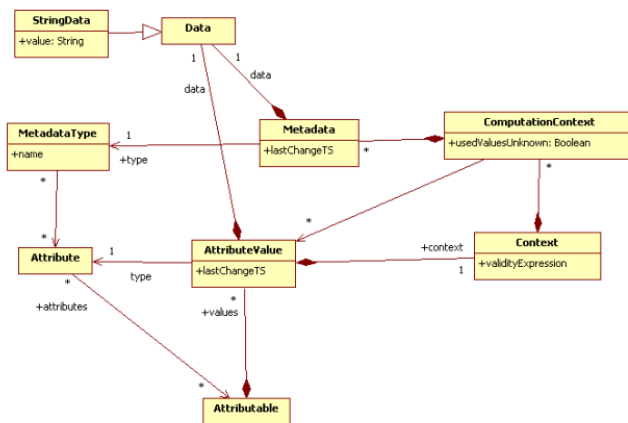 StringData
+value: String
Data
1
1
data
data
MetadataType
+name
1
+type
Metadata
+lastChangeTS
*
ComputationContext
+usedValuesUnknown: Boolean
*
*
*
*
Attribute
1
type
AttributeValue
+lastChangeTS
+context
1
Context
+validityExpression
*
+attributes
*
+values
*
Attributable